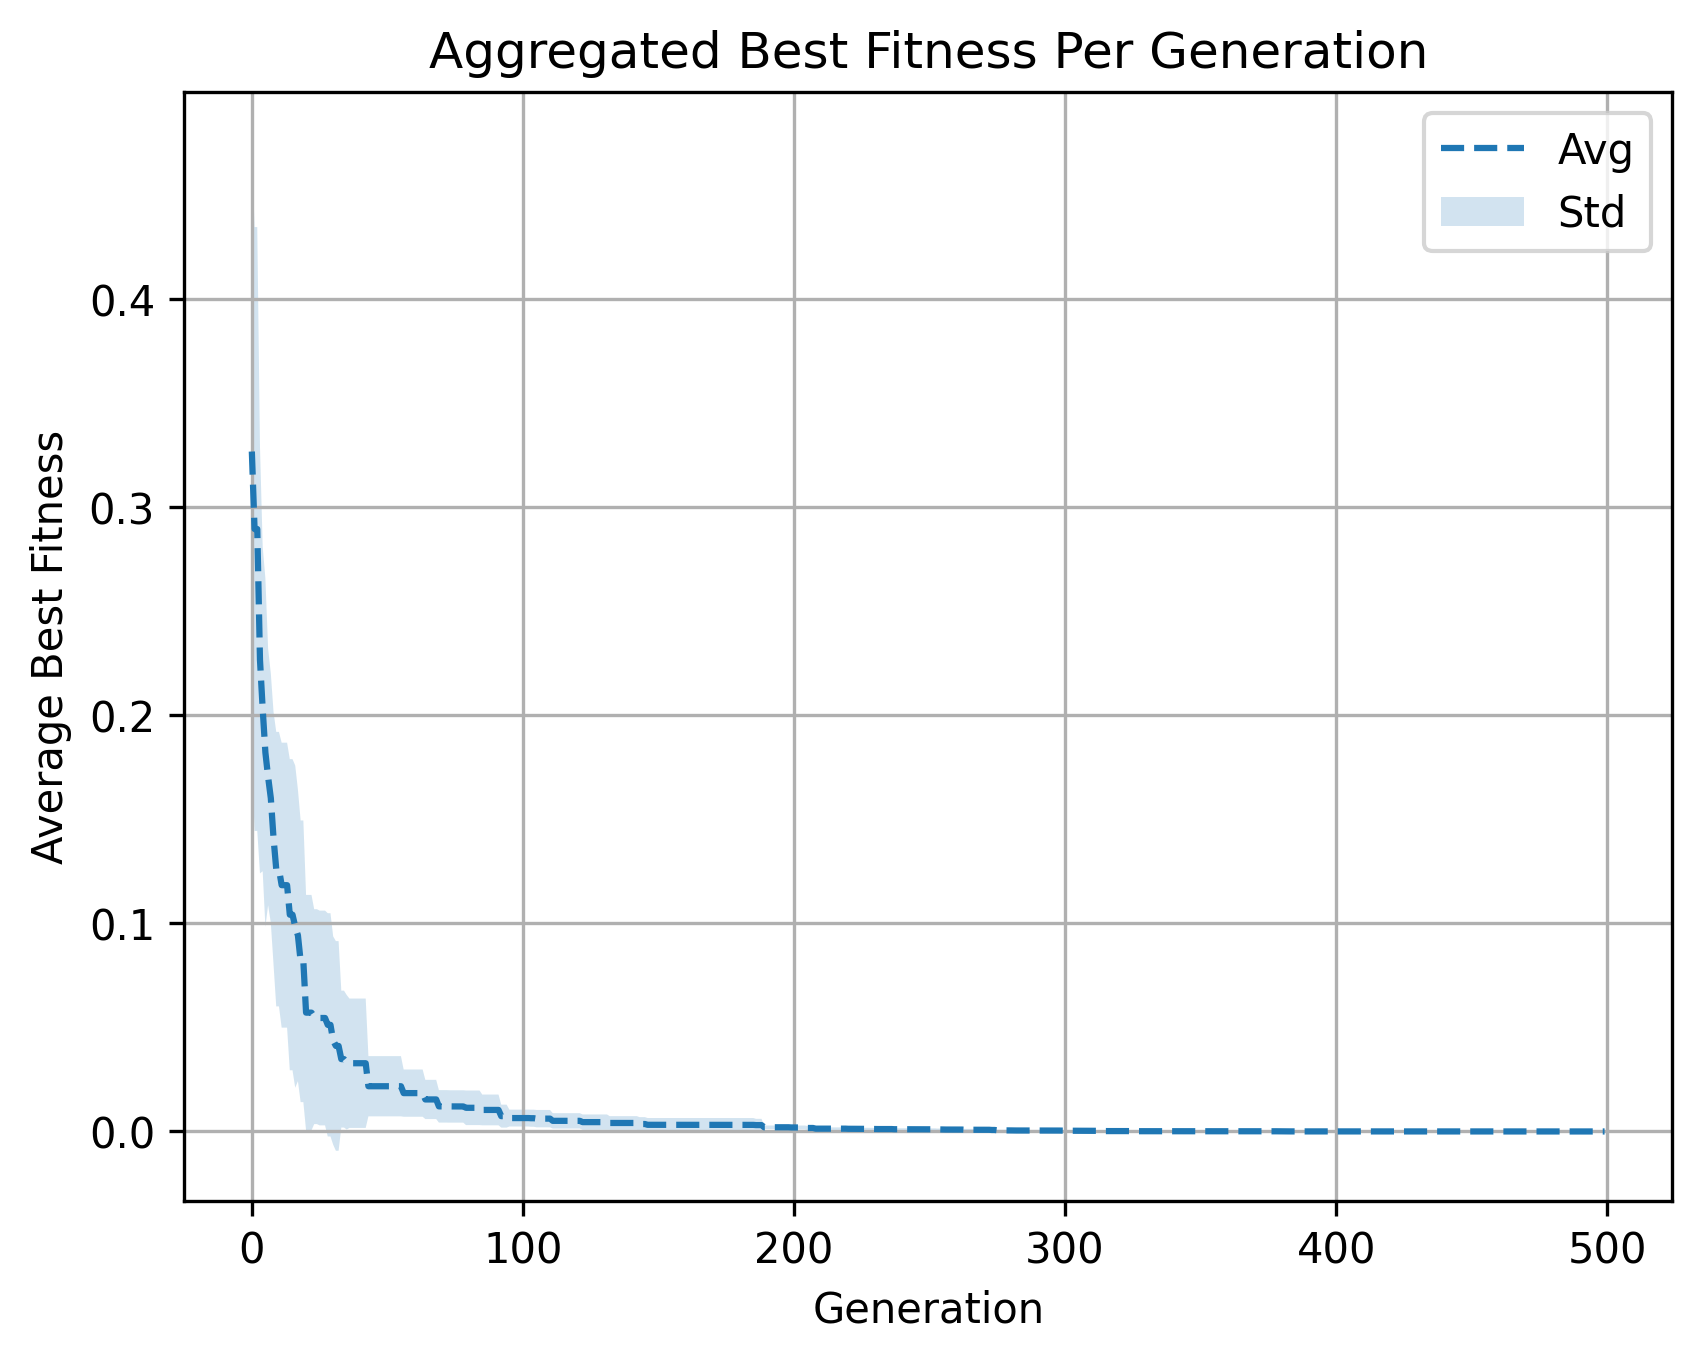 Aggregated Best Fitness Per Generation
Avg
Std
Average Best Fitness
0.4
0.3
0.2
0.1
0.0
0 100 200 300 400 500
Generation